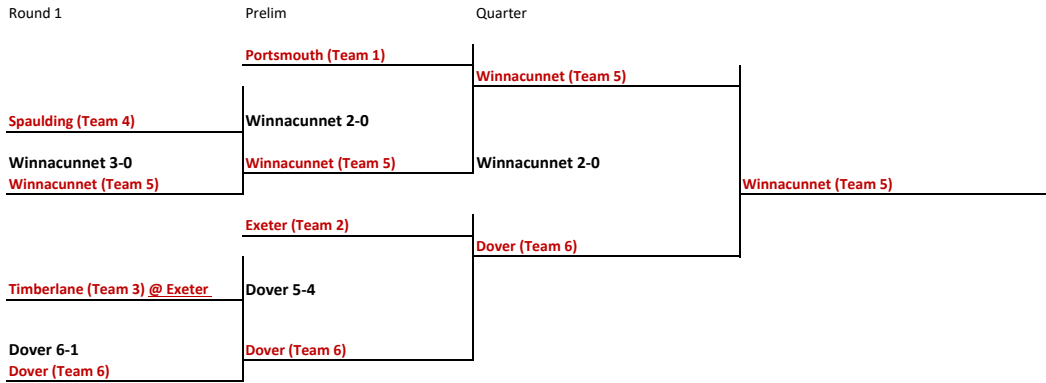 Round 1
Prelim
Quarter
Portsmouth (Team 1)
Winnacunnet (Team 5)
Spaulding (Team 4)
Winnacunnet 2-0
Winnacunnet 3-0
Winnacunnet (Team 5)
Winnacunnet 2-0
Winnacunnet (Team 5)
Winnacunnet (Team 5)
Exeter (Team 2)
Dover (Team 6)
Timberlane (Team 3) @ Exeter
Dover 5-4
Dover 6-1
Dover (Team 6)
Dover (Team 6)